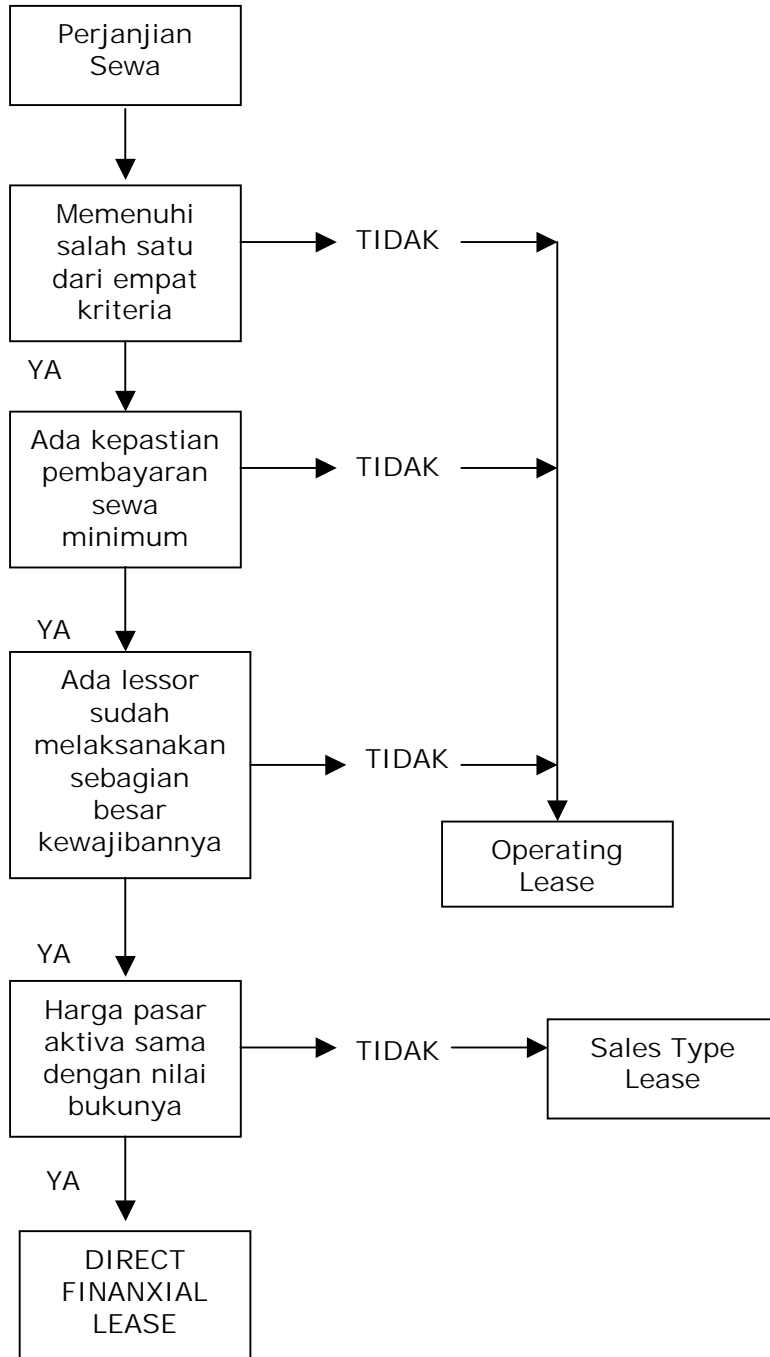 Perjanjian
Sewa
Memenuhi
salah satu
dari empat
kriteria
TIDAK
YA
Ada kepastian
pembayaran
sewa
minimum
TIDAK
YA
Ada lessor
sudah
melaksanakan
sebagian
besar
kewajibannya
TIDAK
Operating
Lease
YA
Harga pasar
aktiva sama
dengan nilai
bukunya
TIDAK
Sales Type
Lease
YA
DIRECT
FINANXIAL
LEASE